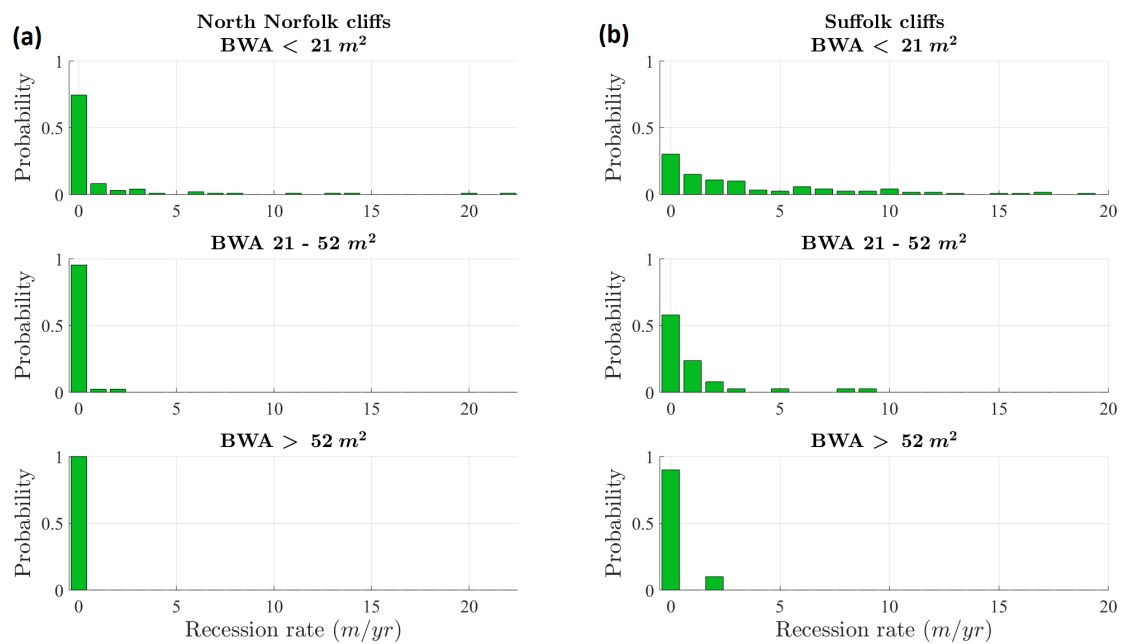 (a)
North Norfolk cliffs
BWA < 21 m²
Probability
1
0.5
0
0 5 10 15 20
BWA 21 - 52 m²
Probability
1
0.5
0
0 5 10 15 20
BWA > 52 m²
Probability
1
0.5
0
0 5 10 15 20
Recession rate (m/yr)
(b)
Suffolk cliffs
BWA < 21 m²
Probability
1
0.5
0
0 5 10 15 20
BWA 21 - 52 m²
Probability
1
0.5
0
0 5 10 15 20
BWA > 52 m²
Probability
1
0.5
0
0 5 10 15 20
Recession rate (m/yr)